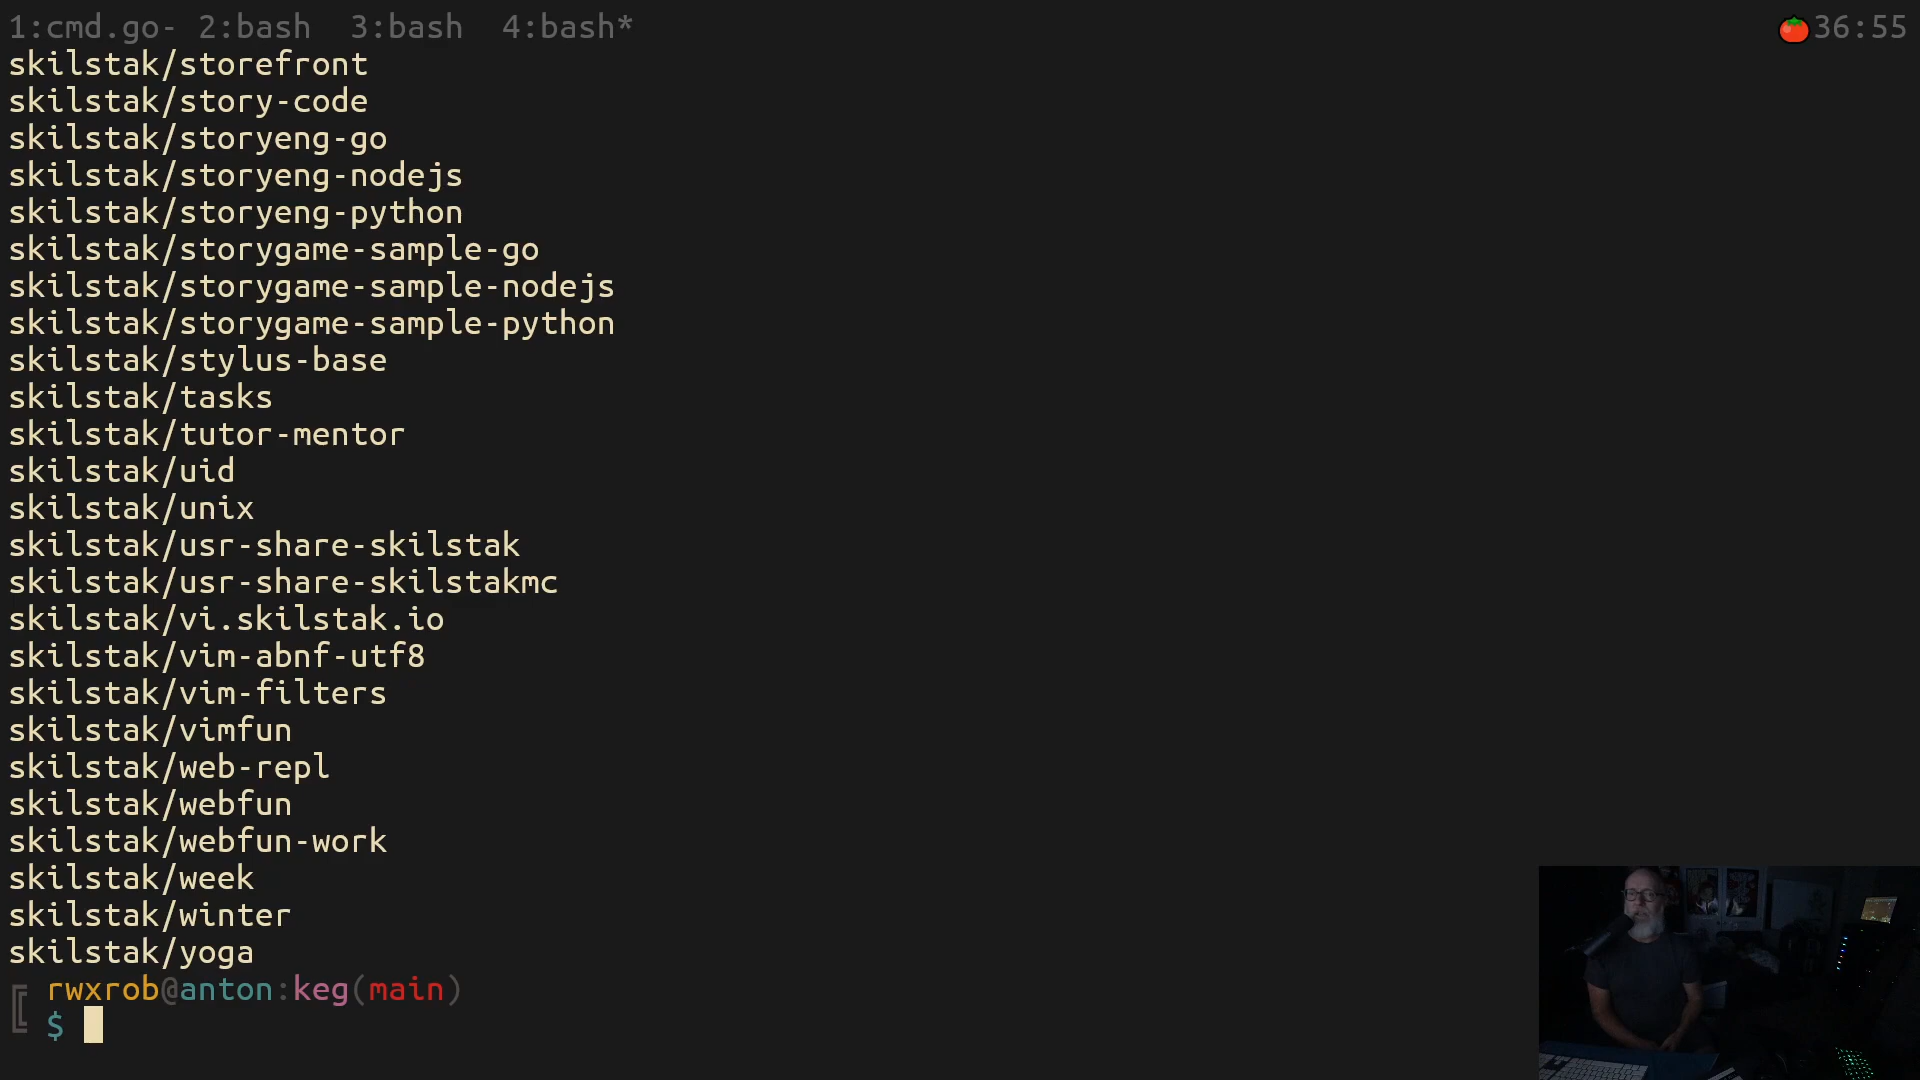 1:cmd.go- 2:bash  3:bash  4:bash* 🍅36:55
skilstak/storefront
skilstak/story-code
skilstak/storyeng-go
skilstak/storyeng-nodejs
skilstak/storyeng-python
skilstak/storygame-sample-go
skilstak/storygame-sample-nodejs
skilstak/storygame-sample-python
skilstak/stylus-base
skilstak/tasks
skilstak/tutor-mentor
skilstak/uid
skilstak/unix
skilstak/usr-share-skilstak
skilstak/usr-share-skilstakmc
skilstak/vi.skilstak.io
skilstak/vim-abnf-utf8
skilstak/vim-filters
skilstak/vimfun
skilstak/web-repl
skilstak/webfun
skilstak/webfun-work
skilstak/week
skilstak/winter
skilstak/yoga
rwxrob@anton:keg(main)
$